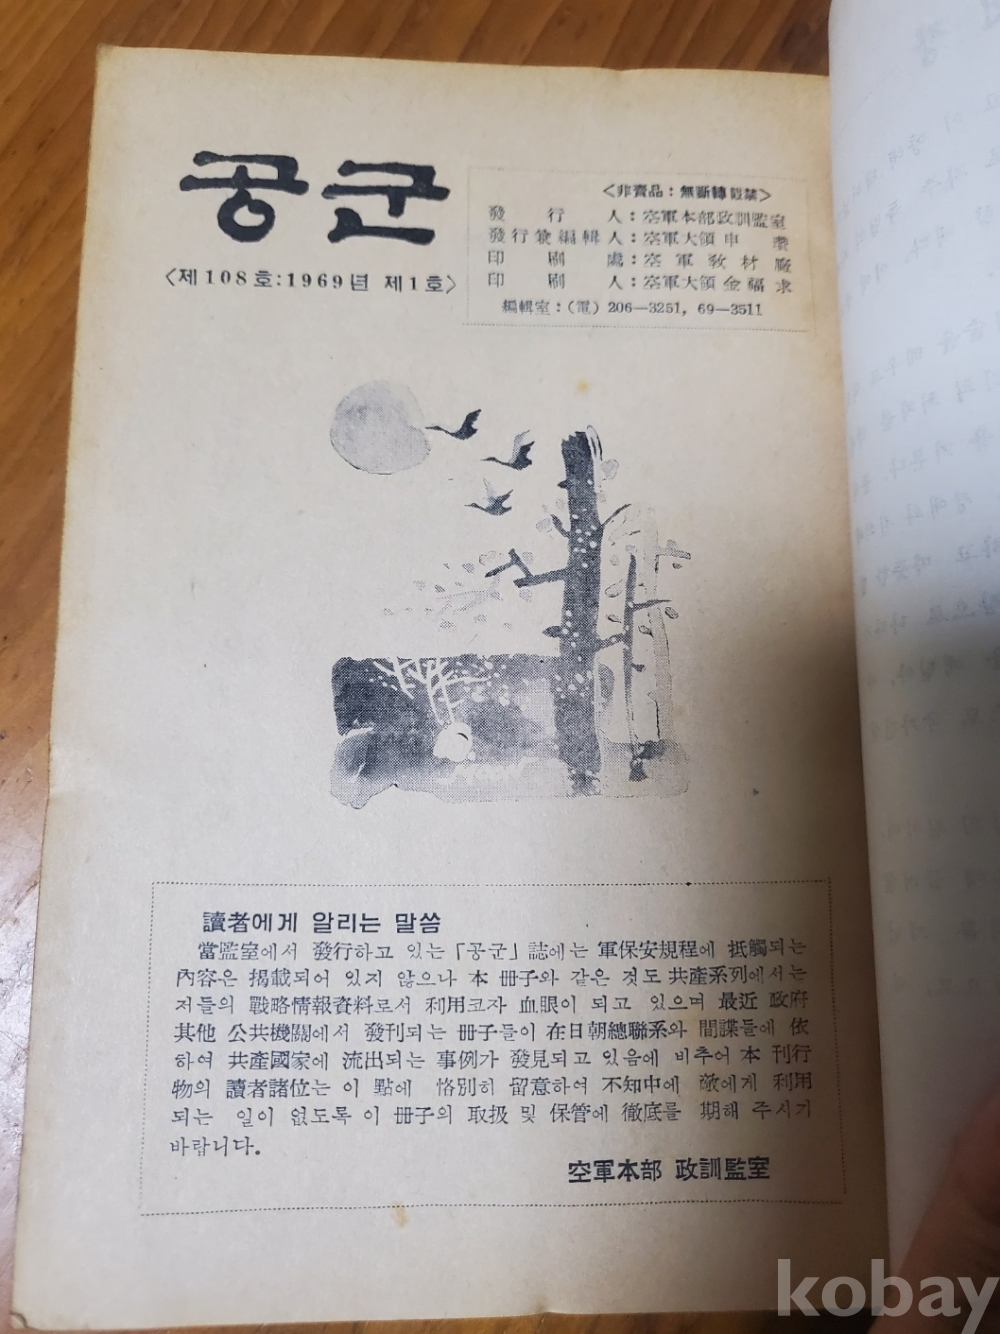 공군
<제108호:1969년 제1호>
<非賣品:無斷轉載禁>
發行人:空軍本部政訓監室
發行兼編輯人:空軍大領申
印刷處:空軍敎材廠
印刷人:空軍大領金福求
編輯室:(電) 206—3251, 69—3511
讀者에게 알리는 말씀
當監室에서 發行하고 있는 「공군」誌에는 軍保安規程에 抵觸되는
內容은 揭載되어 있지 않으나 本 冊子와 같은 것도 共產系列에서는
저들의 戰略情報資料로서 利用코자 血眼이 되고 있으며 最近 政府
其他 公共機關에서 發刊되는 冊子들이 在日朝總聯系와 間諜들에 依
하여 共產國家에 流出되는 事例가 發見되고 있음에 비추어 本 刊行
物의 讀者諸位는 이 點에 恪別히 留意하여 不知中에 敵에게 利用
되는 일이 없도록 이 冊子의 取扱 및 保管에 徹底를 期해 주시기
바랍니다.
空軍本部 政訓監室
kobay